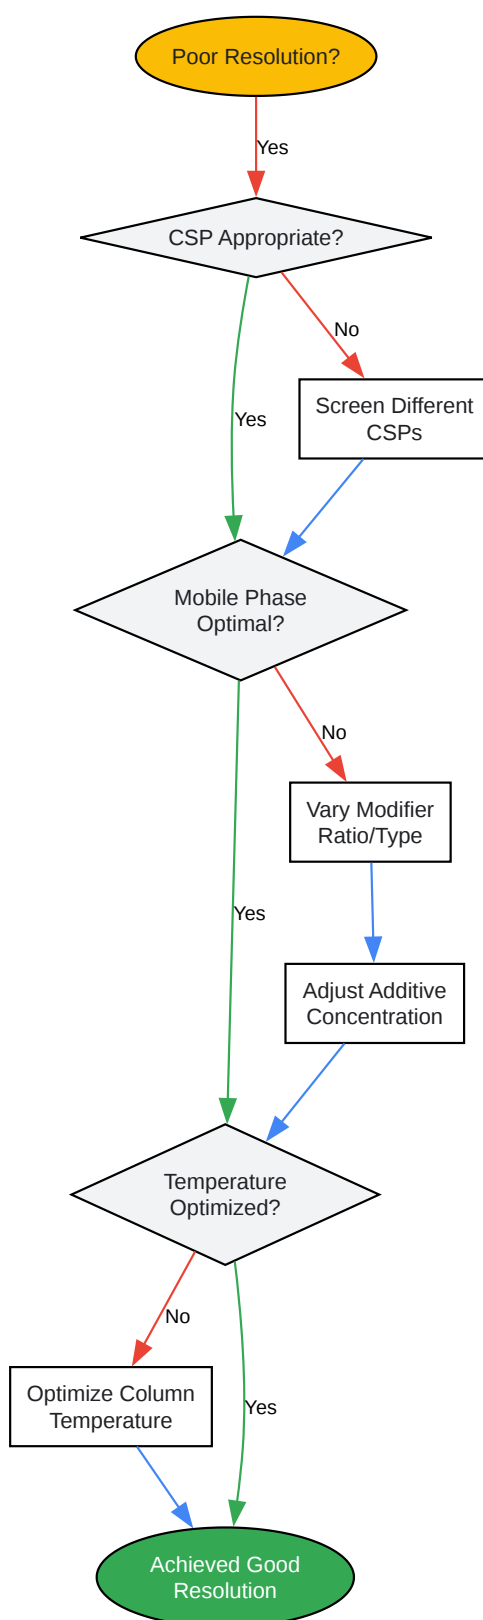 Poor Resolution?
Yes
CSP Appropriate?
No
Screen Different
CSPs
Yes
Mobile Phase
Optimal?
No
Vary Modifier
Ratio/Type
Yes
Adjust Additive
Concentration
Temperature
Optimized?
No
Optimize Column
Temperature
Yes
Achieved Good
Resolution